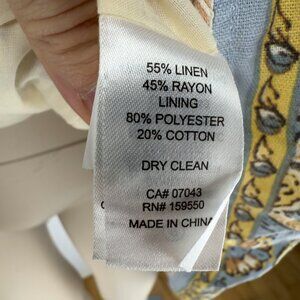 55% LINEN
45% RAYON
LINING
80% POLYESTER
20% COTTON
DRY CLEAN
CA# 07043
RN# 159550
MADE IN CHINA